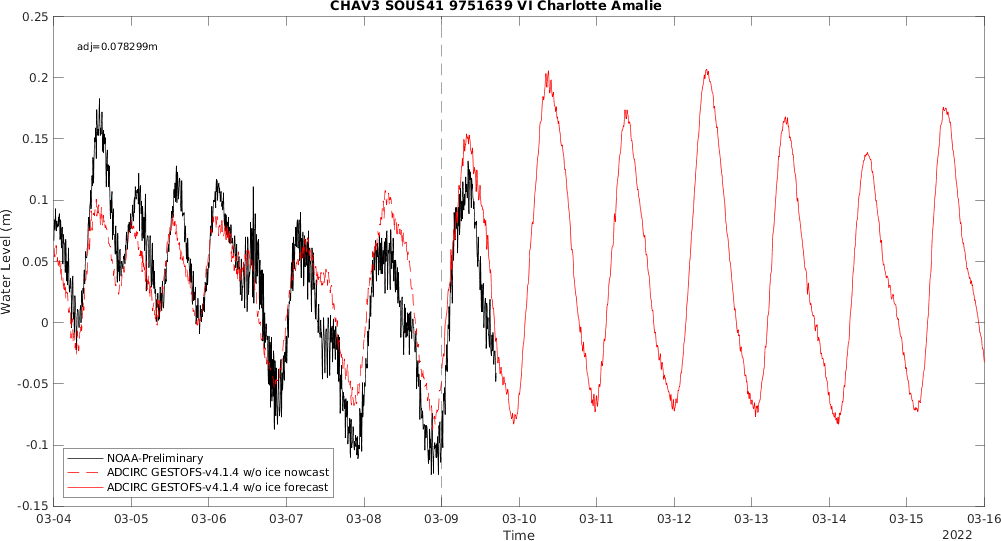 CHAV3 SOUS41 9751639 VI Charlotte Amalie
0.25
adj=0.078299m
0.2
0.15
0.1
0.05
0
-0.05
-0.1
-0.15
Water Level (m)
NOAA-Preliminary
ADCIRC GESTOFS-v4.1.4 w/o ice nowcast
ADCIRC GESTOFS-v4.1.4 w/o ice forecast
03-04 03-05 03-06 03-07 03-08 03-09 03-10 03-11 03-12 03-13 03-14 03-15 03-16
Time
2022